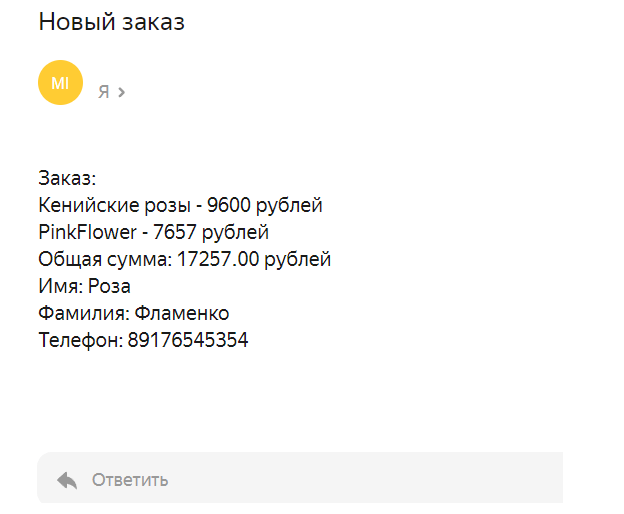 Новый заказ
MI
Я
Заказ:
Кенийские розы - 9600 рублей
PinkFlower - 7657 рублей
Общая сумма: 17257.00 рублей
Имя: Роза
Фамилия: Фламенко
Телефон: 89176545354
Ответить